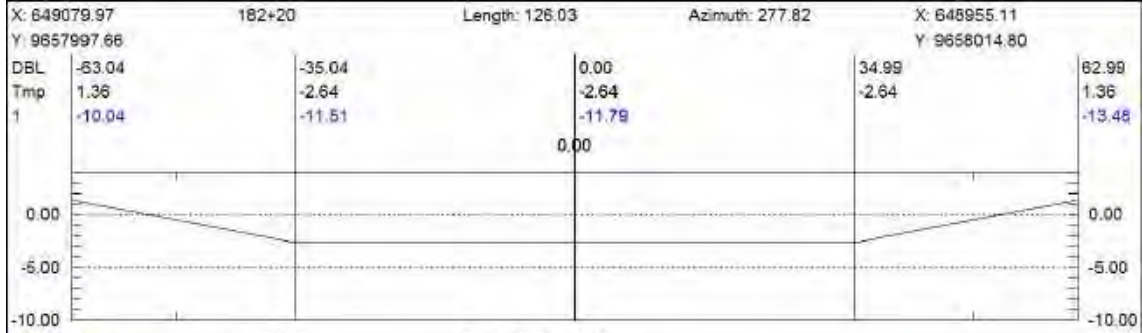 X: 649079.97 182+20 Length: 126.03 Azimuth: 277.82 X: 648955.11
Y: 9657997.66 Y: 9658014.80
DBL -63.04 -35.04 0.00 34.99 62.99
Tmp 1.36 -2.64 -2.64 -2.64 1.36
1 -10.04 -11.51 -11.79 -13.48
0.00
0.00 0.00
-5.00 -5.00
-10.00 -10.00